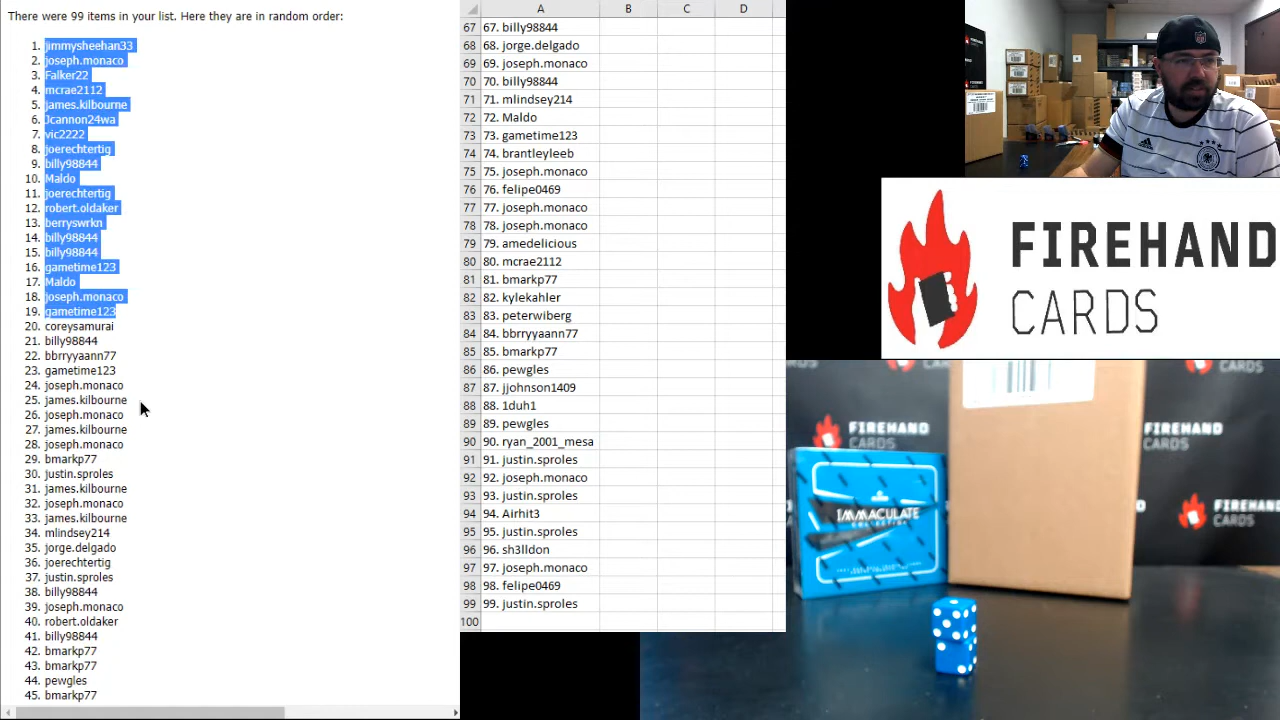 There were 99 items in your list. Here they are in random order:
1. jimmysheehan33
2. joseph.monaco
3. Falker22
4. mcrae2112
5. james.kilbourne
6. Jcannon24wa
7. vic2222
8. joerechtertig
9. billy98844
10. Maldo
11. joerechtertig
12. robert.oldaker
13. berryswrkn
14. billy98844
15. billy98844
16. gametime123
17. Maldo
18. joseph.monaco
19. gametime123
20. coreysamurai
21. billy98844
22. bbrryyaann77
23. gametime123
24. joseph.monaco
25. james.kilbourne
26. joseph.monaco
27. james.kilbourne
28. joseph.monaco
29. bmarkp77
30. justin.sproles
31. james.kilbourne
32. joseph.monaco
33. james.kilbourne
34. mlindsey214
35. jorge.delgado
36. joerechtertig
37. justin.sproles
38. billy98844
39. joseph.monaco
40. robert.oldaker
41. billy98844
42. bmarkp77
43. bmarkp77
44. pewgles
45. bmarkp77
A B C D
67 67. billy98844
68 68. jorge.delgado
69 69. joseph.monaco
70 70. billy98844
71 71. mlindsey214
72 72. Maldo
73 73. gametime123
74 74. brantleyleeb
75 75. joseph.monaco
76 76. felipe0469
77 77. joseph.monaco
78 78. joseph.monaco
79 79. amedelicious
80 80. mcrae2112
81 81. bmarkp77
82 82. kylekahler
83 83. peterwiberg
84 84. bbrryyaann77
85 85. bmarkp77
86 86. pewgles
87 87. jjohnson1409
88 88. 1duh1
89 89. pewgles
90 90. ryan_2001_mesa
91 91. justin.sproles
92 92. joseph.monaco
93 93. justin.sproles
94 94. Airhit3
95 95. justin.sproles
96 96. sh3lldon
97 97. joseph.monaco
98 98. felipe0469
99 99. justin.sproles
100
FIREHAND
CARDS
FIREHAND
CARDS
FIREHAND
CARDS
FIREHAND
CARDS
IMMACULATE
COLLECTION